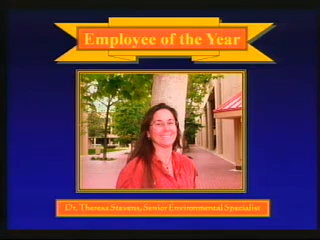 Employee of the Year
Dr. Theresa Stevens, Senior Environmental Specialist